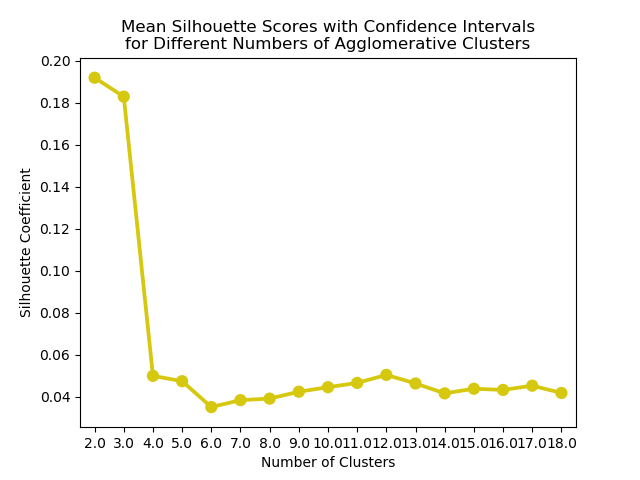 Mean Silhouette Scores with Confidence Intervals
for Different Numbers of Agglomerative Clusters
0.20
0.18
0.16
0.14
0.12
0.10
0.08
0.06
0.04
Silhouette Coefficient
2.0 3.0 4.0 5.0 6.0 7.0 8.0 9.0 10.0 11.0 12.0 13.0 14.0 15.0 16.0 17.0 18.0
Number of Clusters